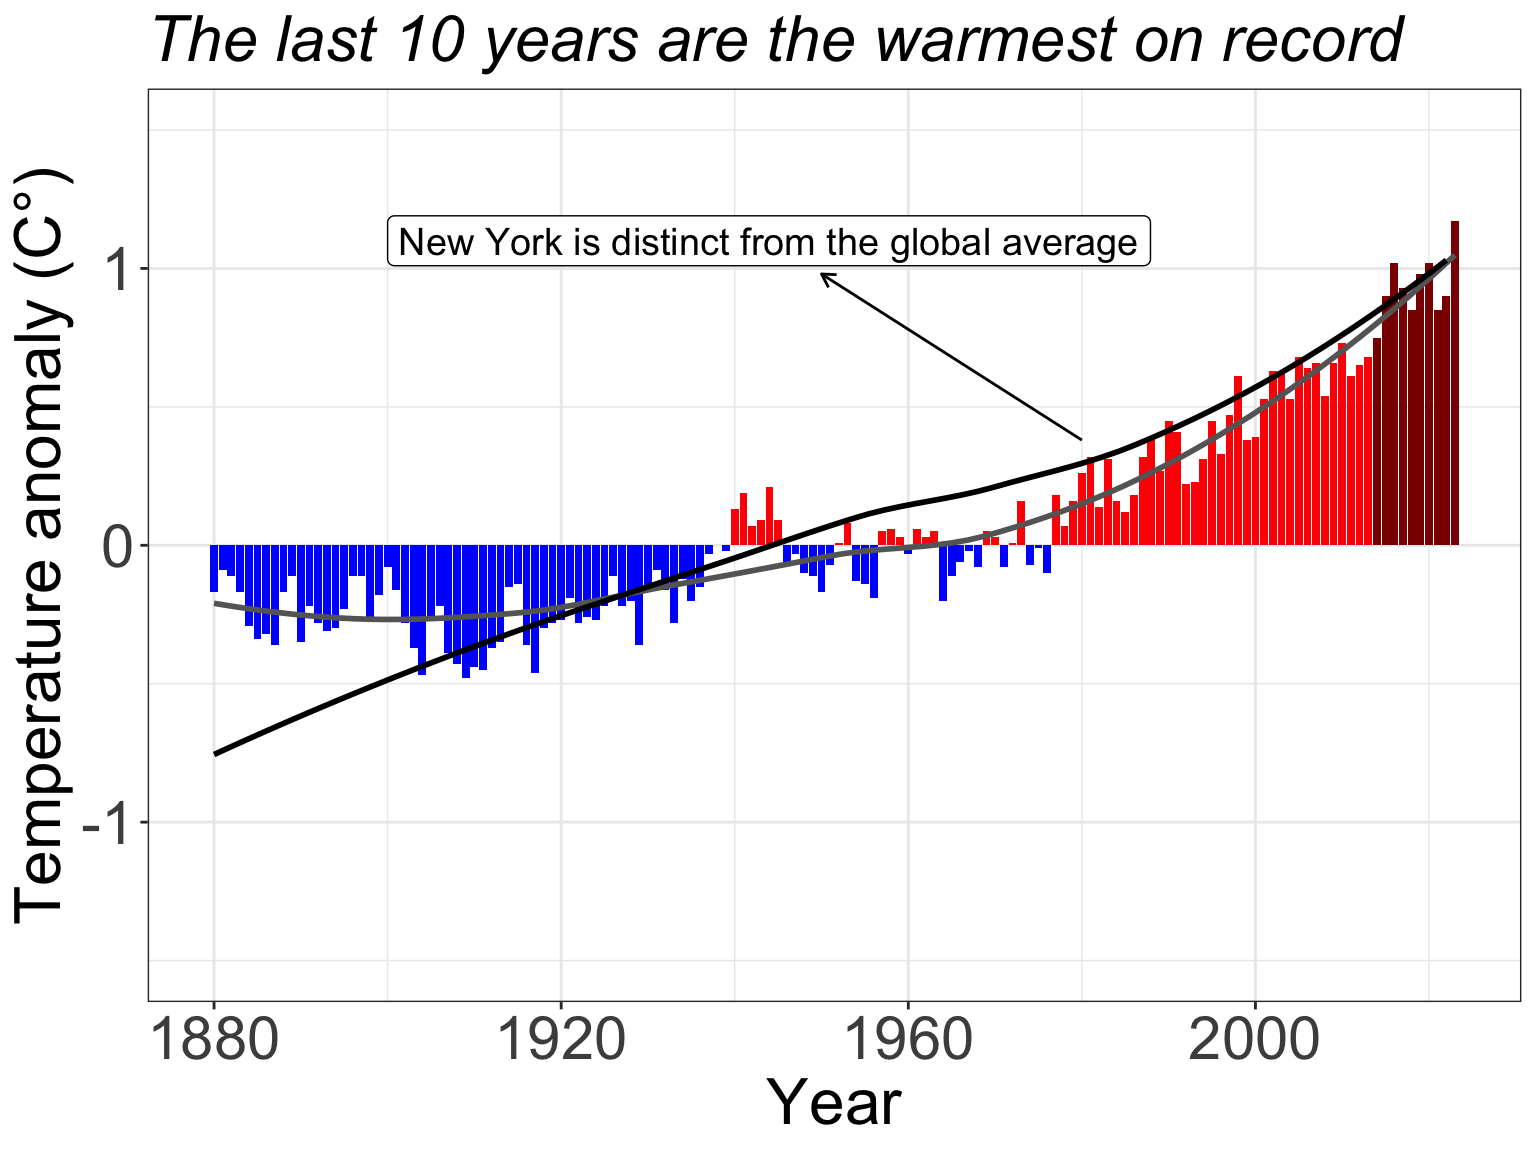 The last 10 years are the warmest on record
Temperature anomaly (C°)
1
0
-1
New York is distinct from the global average
1880
1920
1960
2000
Year